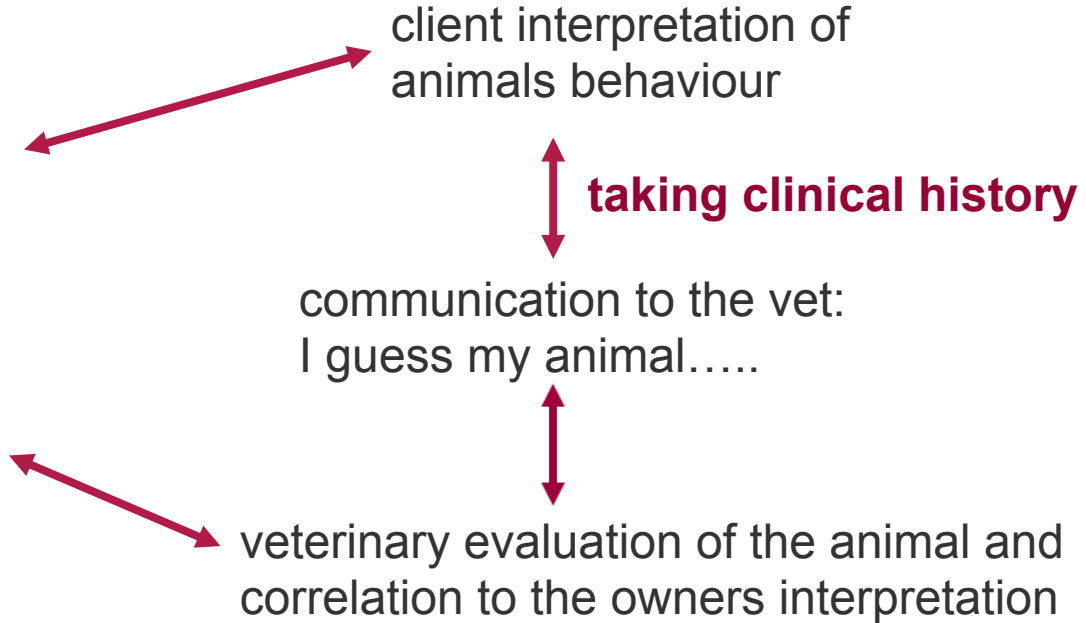 client interpretation of
animals behaviour
taking clinical history
communication to the vet:
I guess my animal…..
veterinary evaluation of the animal and
correlation to the owners interpretation